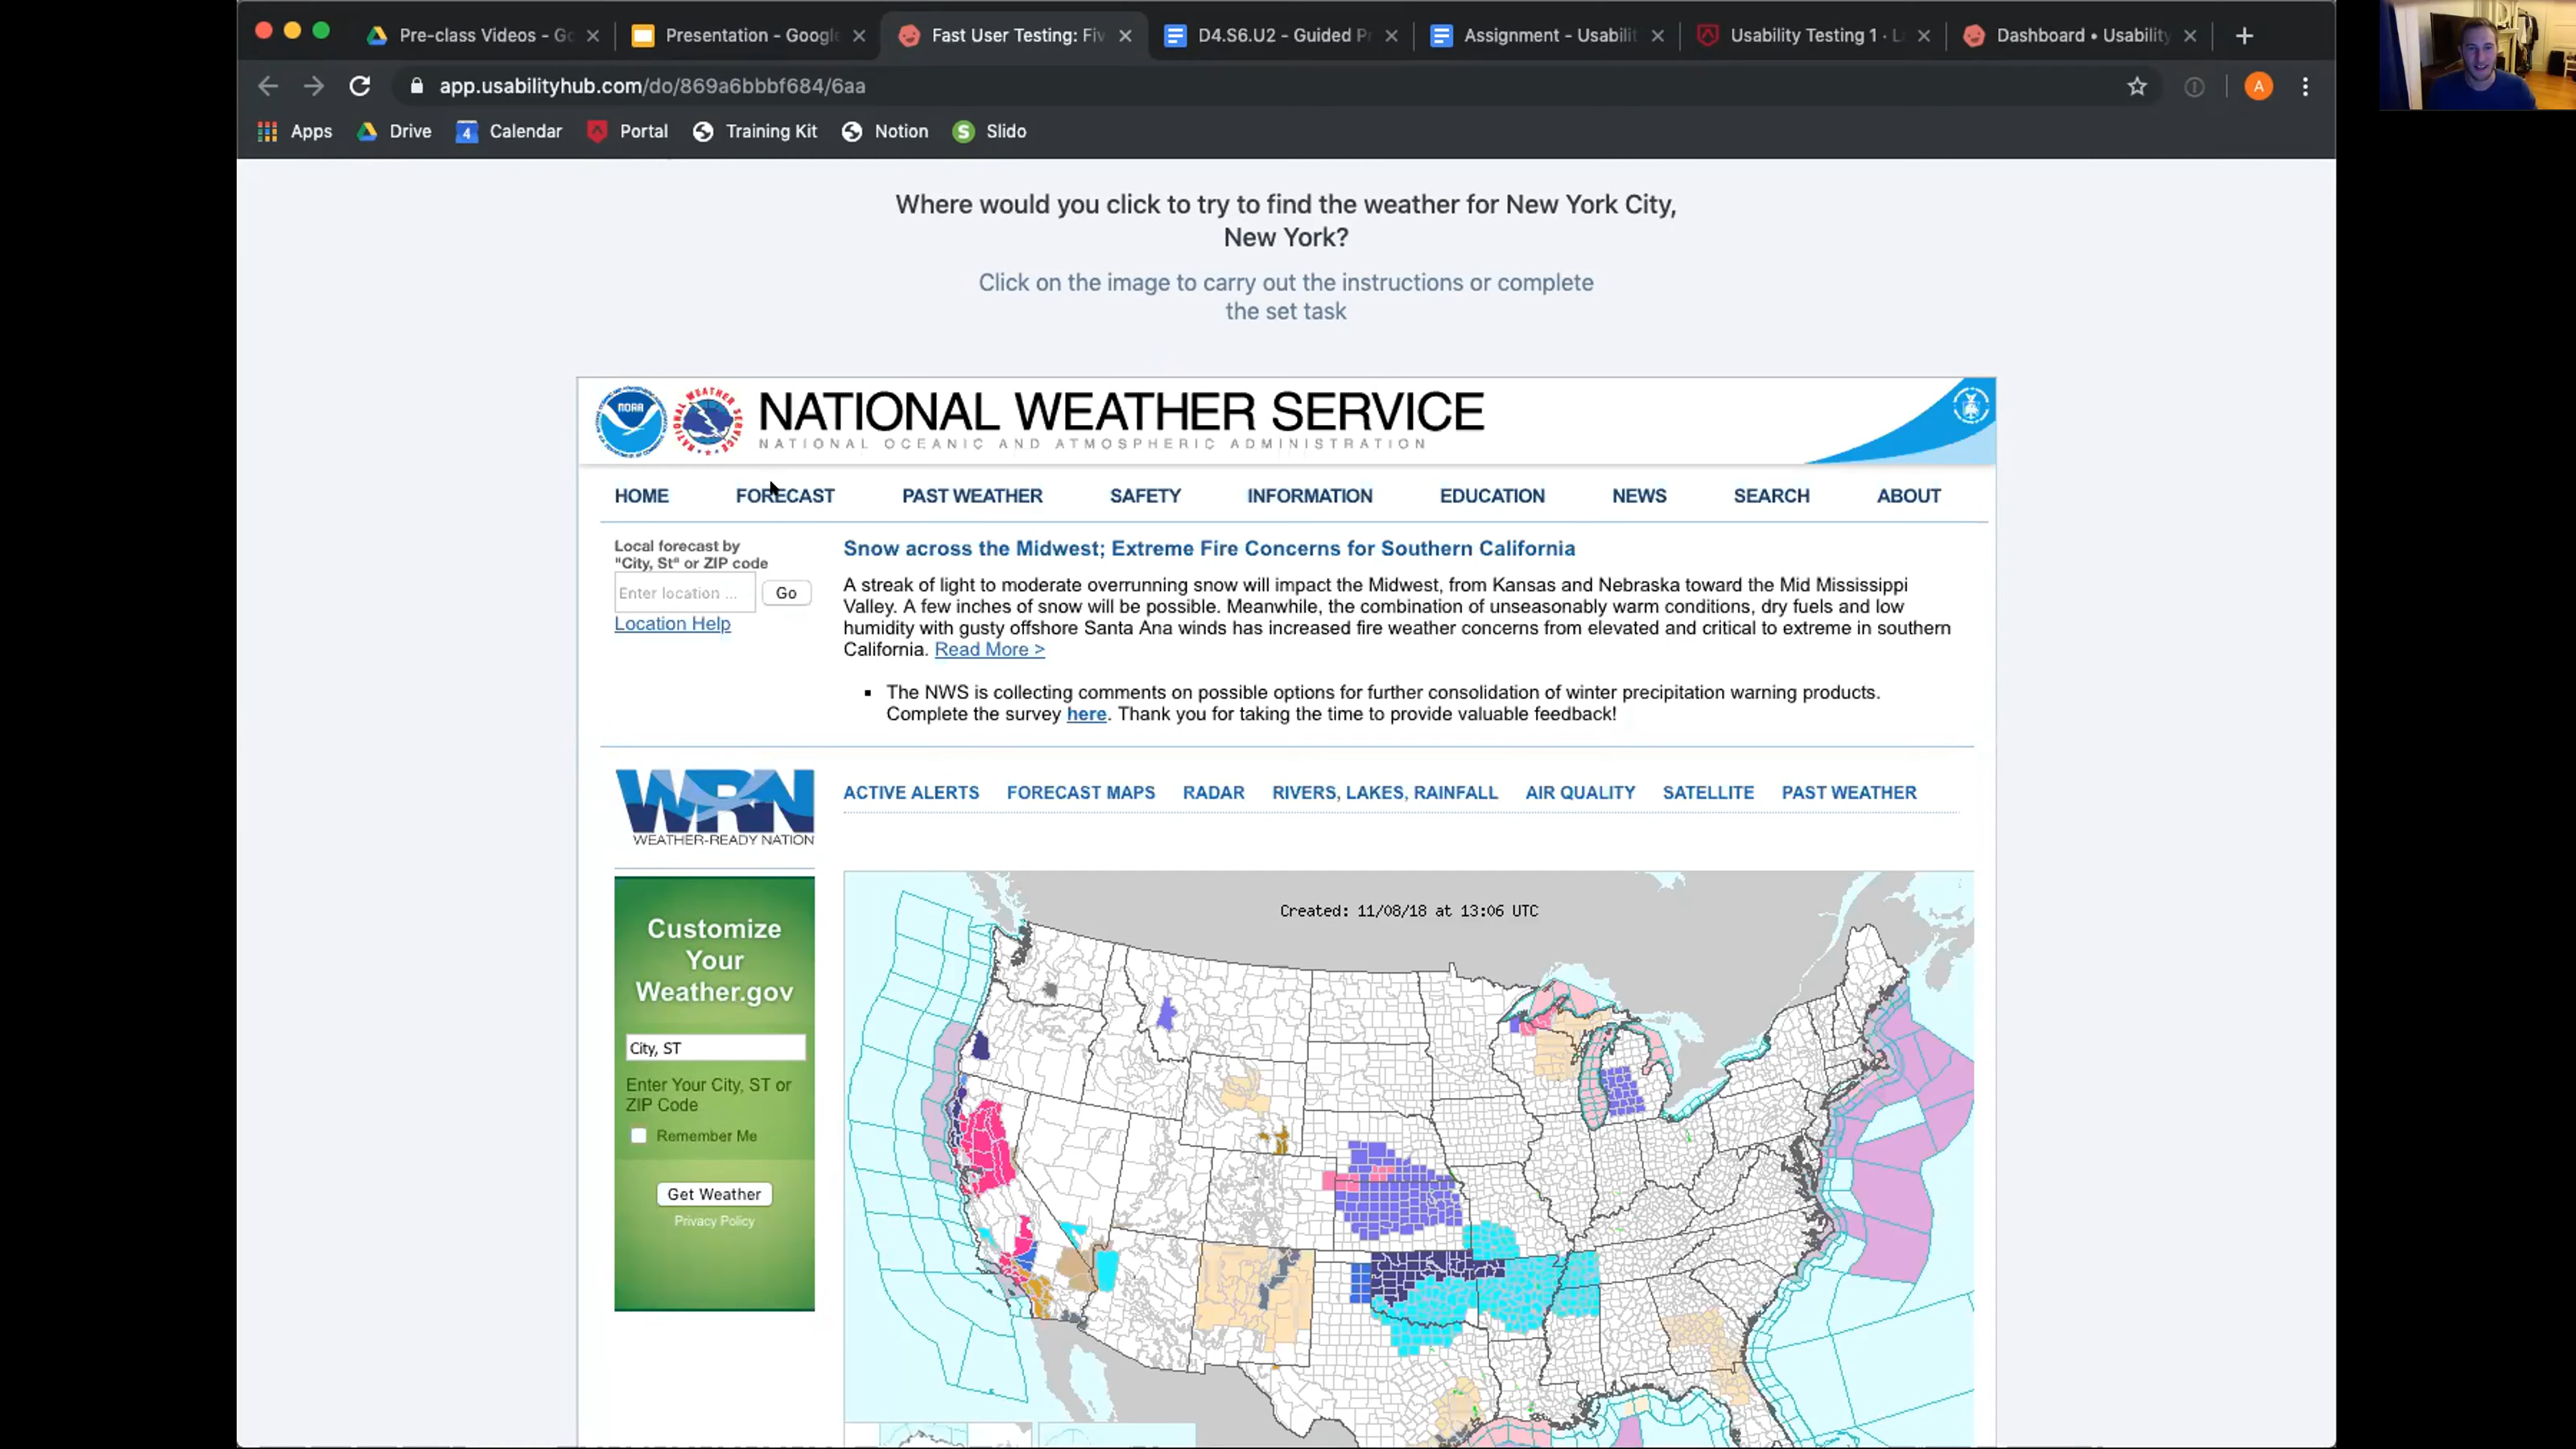 Pre-class Videos - Go
Presentation - Google
Fast User Testing: Fiv
D4.S6.U2 - Guided Pr
Assignment - Usabilit
Usability Testing 1 · L
Dashboard • Usability
app.usabilityhub.com/do/869a6bbbf684/6aa
A
Apps
Drive
4
Calendar
Portal
Training Kit
Notion
S
Slido
Where would you click to try to find the weather for New York City,
New York?
Click on the image to carry out the instructions or complete
the set task
NOAA
NATIONAL WEATHER SERVICE
NATIONAL OCEANIC AND ATMOSPHERIC ADMINISTRATION
HOME
FORECAST
PAST WEATHER
SAFETY
INFORMATION
EDUCATION
NEWS
SEARCH
ABOUT
Local forecast by
"City, St" or ZIP code
Enter location ...
Go
Location Help
Snow across the Midwest; Extreme Fire Concerns for Southern California
A streak of light to moderate overrunning snow will impact the Midwest, from Kansas and Nebraska toward the Mid Mississippi
Valley. A few inches of snow will be possible. Meanwhile, the combination of unseasonably warm conditions, dry fuels and low
humidity with gusty offshore Santa Ana winds has increased fire weather concerns from elevated and critical to extreme in southern
California. Read More >
▪ The NWS is collecting comments on possible options for further consolidation of winter precipitation warning products.
Complete the survey here. Thank you for taking the time to provide valuable feedback!
WRN
WEATHER-READY NATION
ACTIVE ALERTS
FORECAST MAPS
RADAR
RIVERS, LAKES, RAINFALL
AIR QUALITY
SATELLITE
PAST WEATHER
Customize
Your
Weather.gov
City, ST
Enter Your City, ST or
ZIP Code
Remember Me
Get Weather
Privacy Policy
Created: 11/08/18 at 13:06 UTC